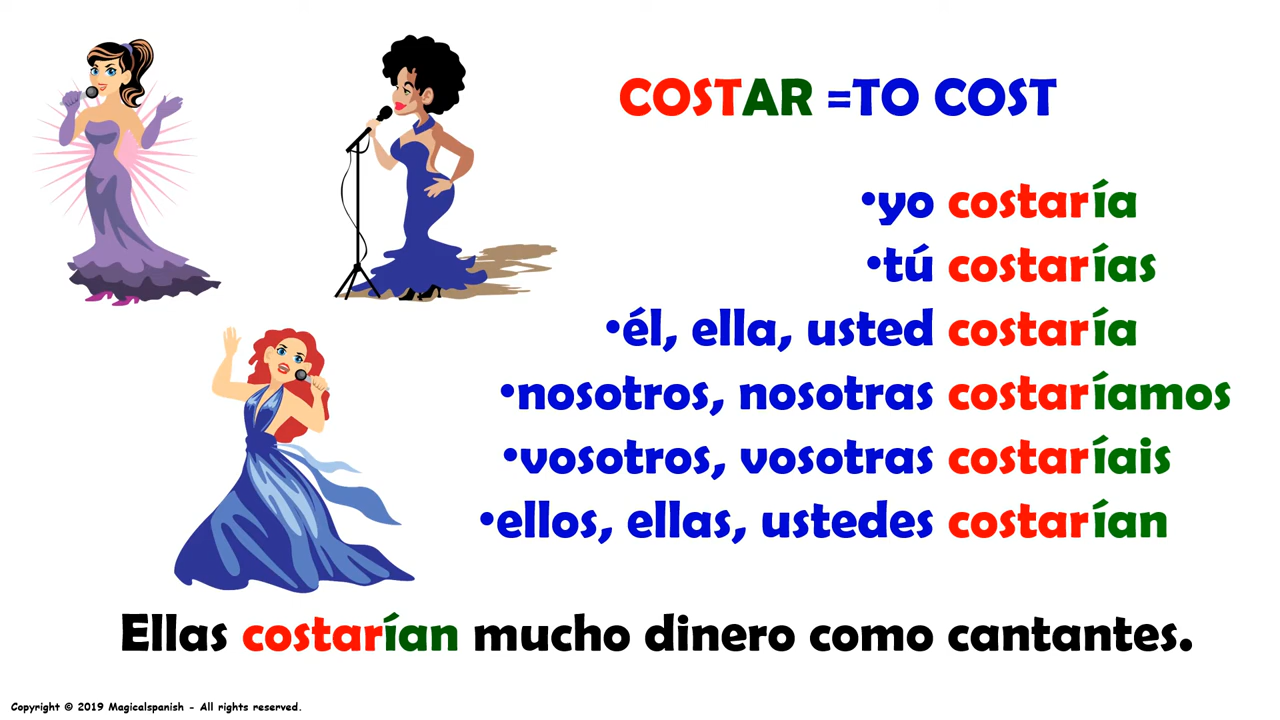 COSTAR =TO COST
•yo costaría
•tú costarías
•él, ella, usted costaría
•nosotros, nosotras costaríamos
•vosotros, vosotras costaríais
•ellos, ellas, ustedes costarían
Ellas costarían mucho dinero como cantantes.
Copyright © 2019 Magicalspanish - All rights reserved.